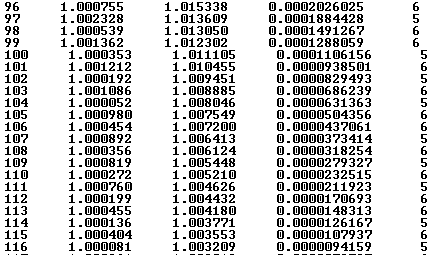 96 1.000755 1.015338 0.0002026025 6
97 1.002328 1.013609 0.0001884428 5
98 1.000539 1.013050 0.0001491267 6
99 1.001362 1.012302 0.0001288059 6
100 1.000353 1.011105 0.0001106156 5
101 1.001212 1.010455 0.0000938501 6
102 1.000192 1.009451 0.0000829493 5
103 1.001086 1.008885 0.0000686239 6
104 1.000052 1.008046 0.0000631363 5
105 1.000980 1.007549 0.0000504356 6
106 1.000454 1.007200 0.0000437061 6
107 1.000892 1.006413 0.0000373414 5
108 1.000356 1.006124 0.0000318254 6
109 1.000819 1.005448 0.0000279327 5
110 1.000272 1.005210 0.0000232515 6
111 1.000760 1.004626 0.0000211923 5
112 1.000199 1.004432 0.0000170693 6
113 1.000455 1.004180 0.0000148313 6
114 1.000136 1.003771 0.0000126167 5
115 1.000404 1.003553 0.0000107937 6
116 1.000081 1.003209 0.0000094159 5